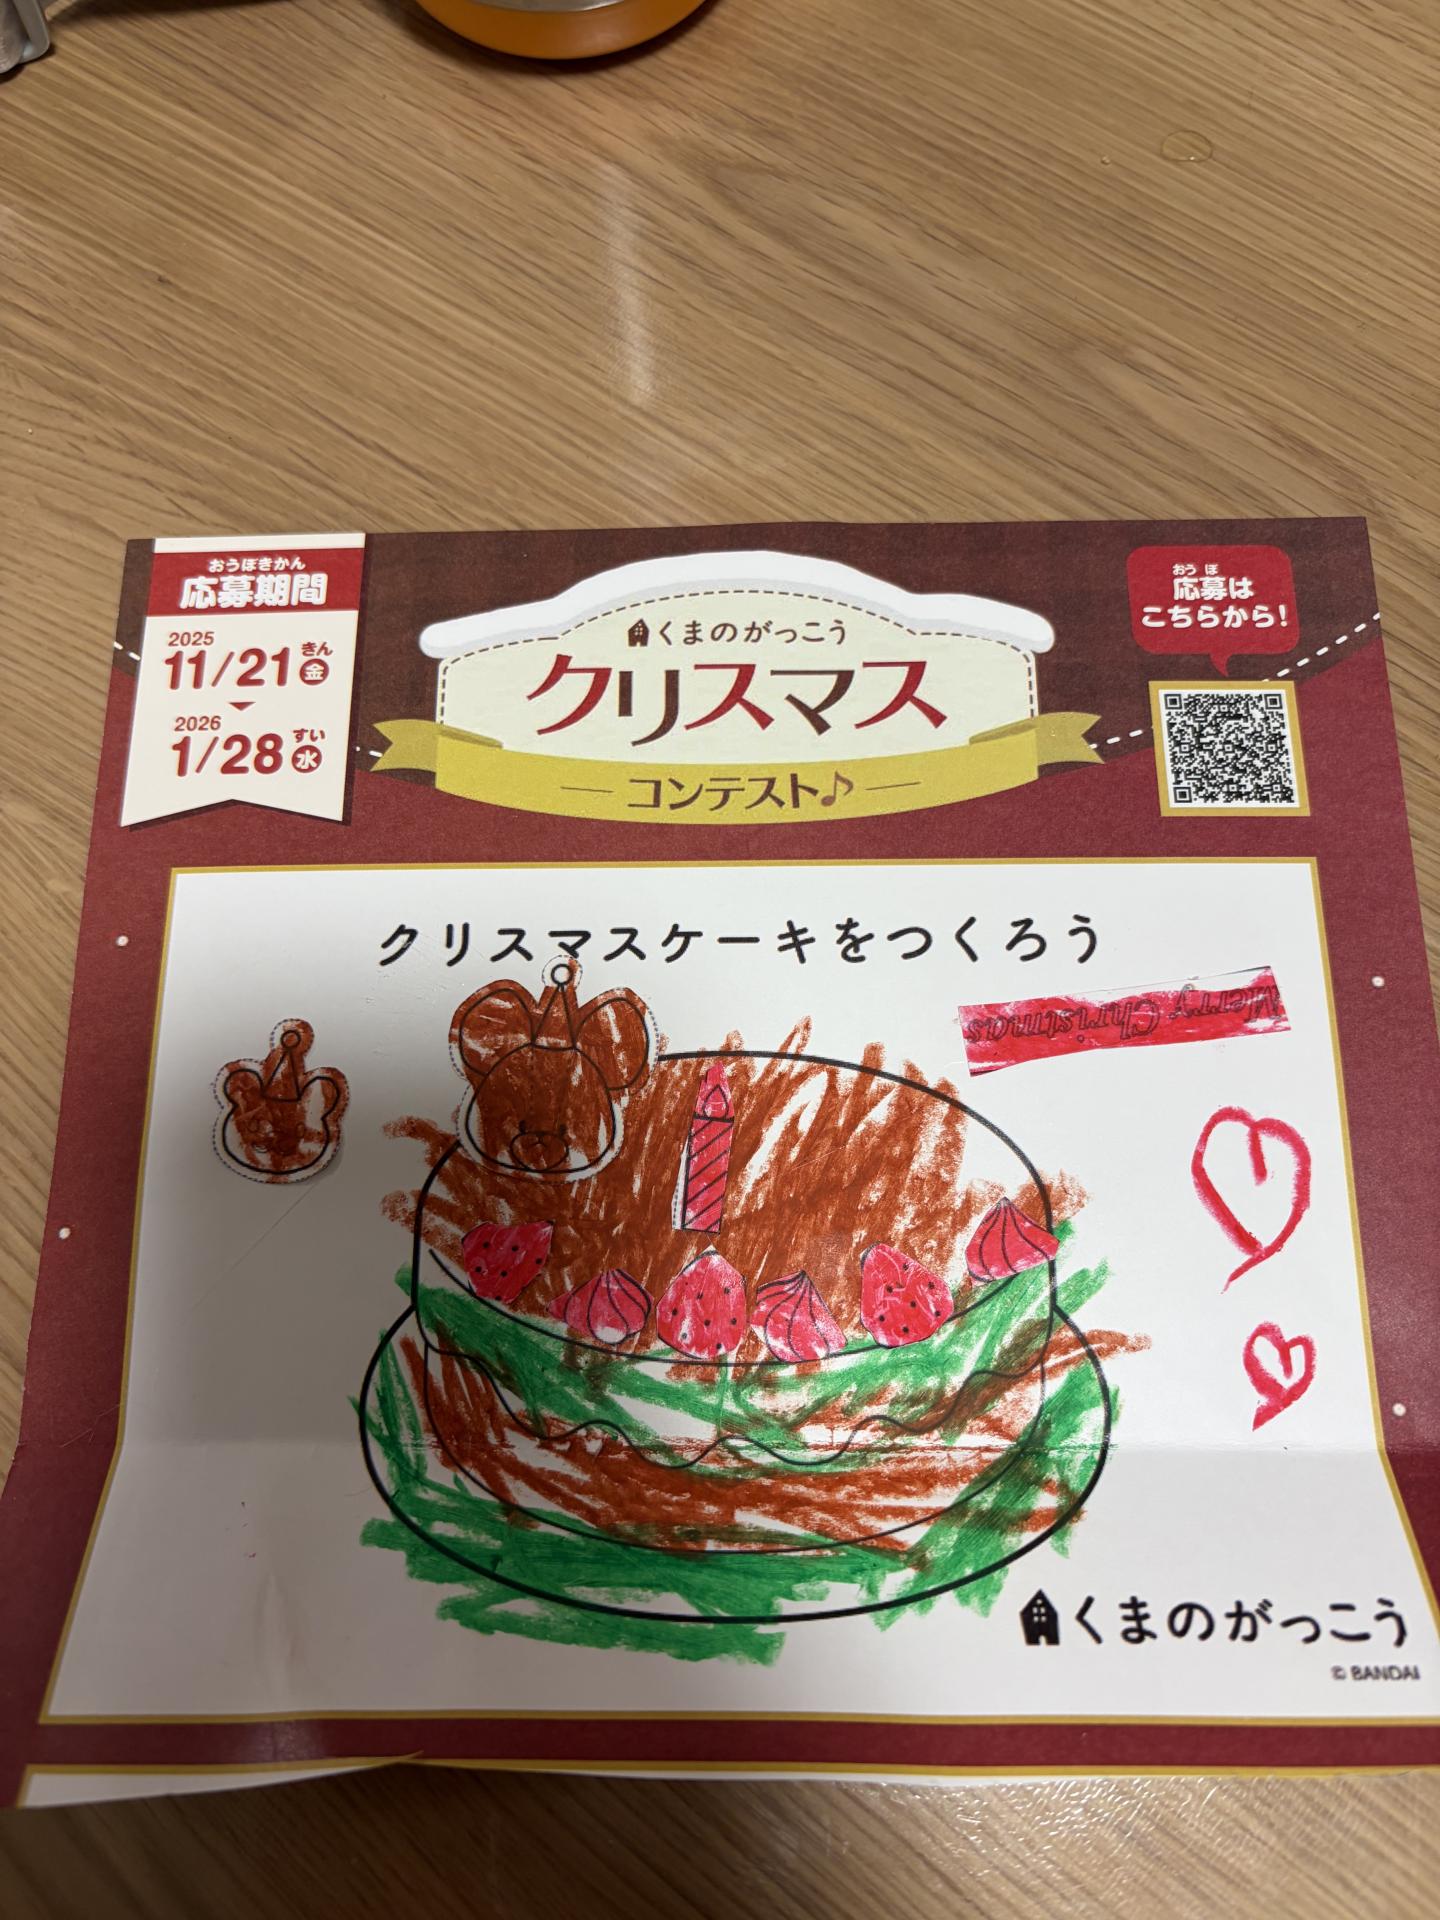 おうぼきかん
応募期間
2025
11/21 きん 金
2026
1/28 すい 水
くまのがっこう
クリスマス
コンテスト♪
おうぼ
応募は
こちらから!
クリスマスケーキをつくろう
Merry Christmas
くまのがっこう
© BANDAI